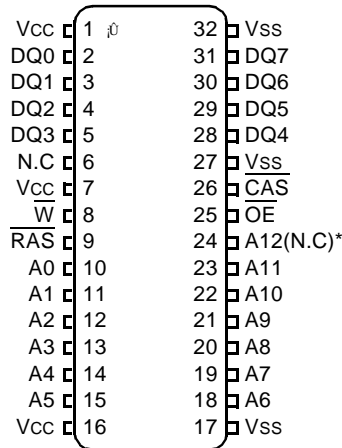 Vcc 1 ¡Û 32 Vss
DQ0 2 31 DQ7
DQ1 3 30 DQ6
DQ2 4 29 DQ5
DQ3 5 28 DQ4
N.C 6 27 Vss
Vcc 7 26 CAS
W 8 25 OE
RAS 9 24 A12(N.C)*
A0 10 23 A11
A1 11 22 A10
A2 12 21 A9
A3 13 20 A8
A4 14 19 A7
A5 15 18 A6
Vcc 16 17 Vss